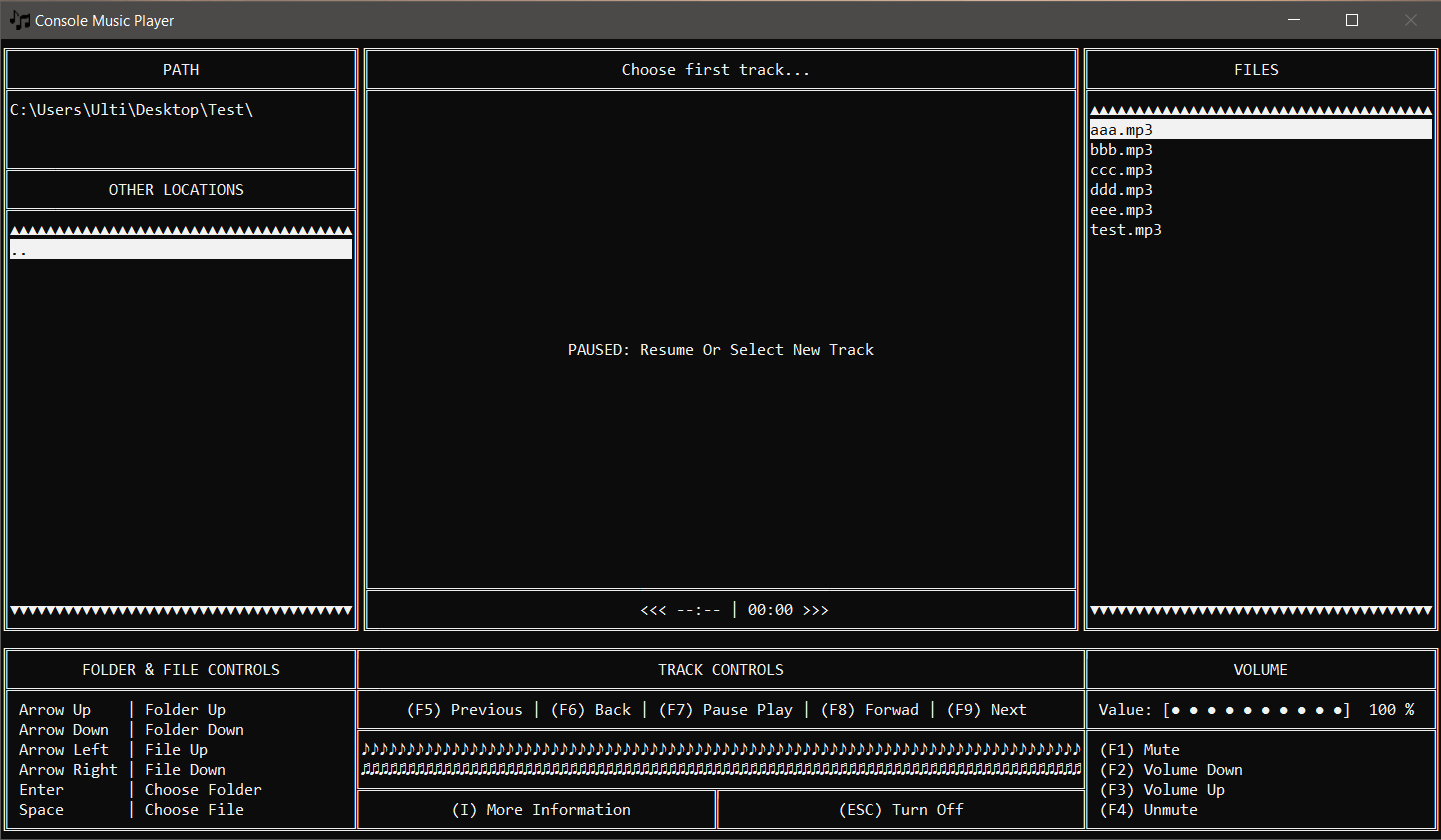 Console Music Player
PATH
C:\Users\Ulti\Desktop\Test\
OTHER LOCATIONS
..
Choose first track...
PAUSED: Resume Or Select New Track
<<< --:-- | 00:00 >>>
FILES
aaa.mp3
bbb.mp3
ccc.mp3
ddd.mp3
eee.mp3
test.mp3
FOLDER & FILE CONTROLS
Arrow Up | Folder Up
Arrow Down | Folder Down
Arrow Left | File Up
Arrow Right | File Down
Enter | Choose Folder
Space | Choose File
TRACK CONTROLS
(F5) Previous | (F6) Back | (F7) Pause Play | (F8) Forwad | (F9) Next
(I) More Information
(ESC) Turn Off
VOLUME
Value: [● ● ● ● ● ● ● ● ● ●] 100 %
(F1) Mute
(F2) Volume Down
(F3) Volume Up
(F4) Unmute